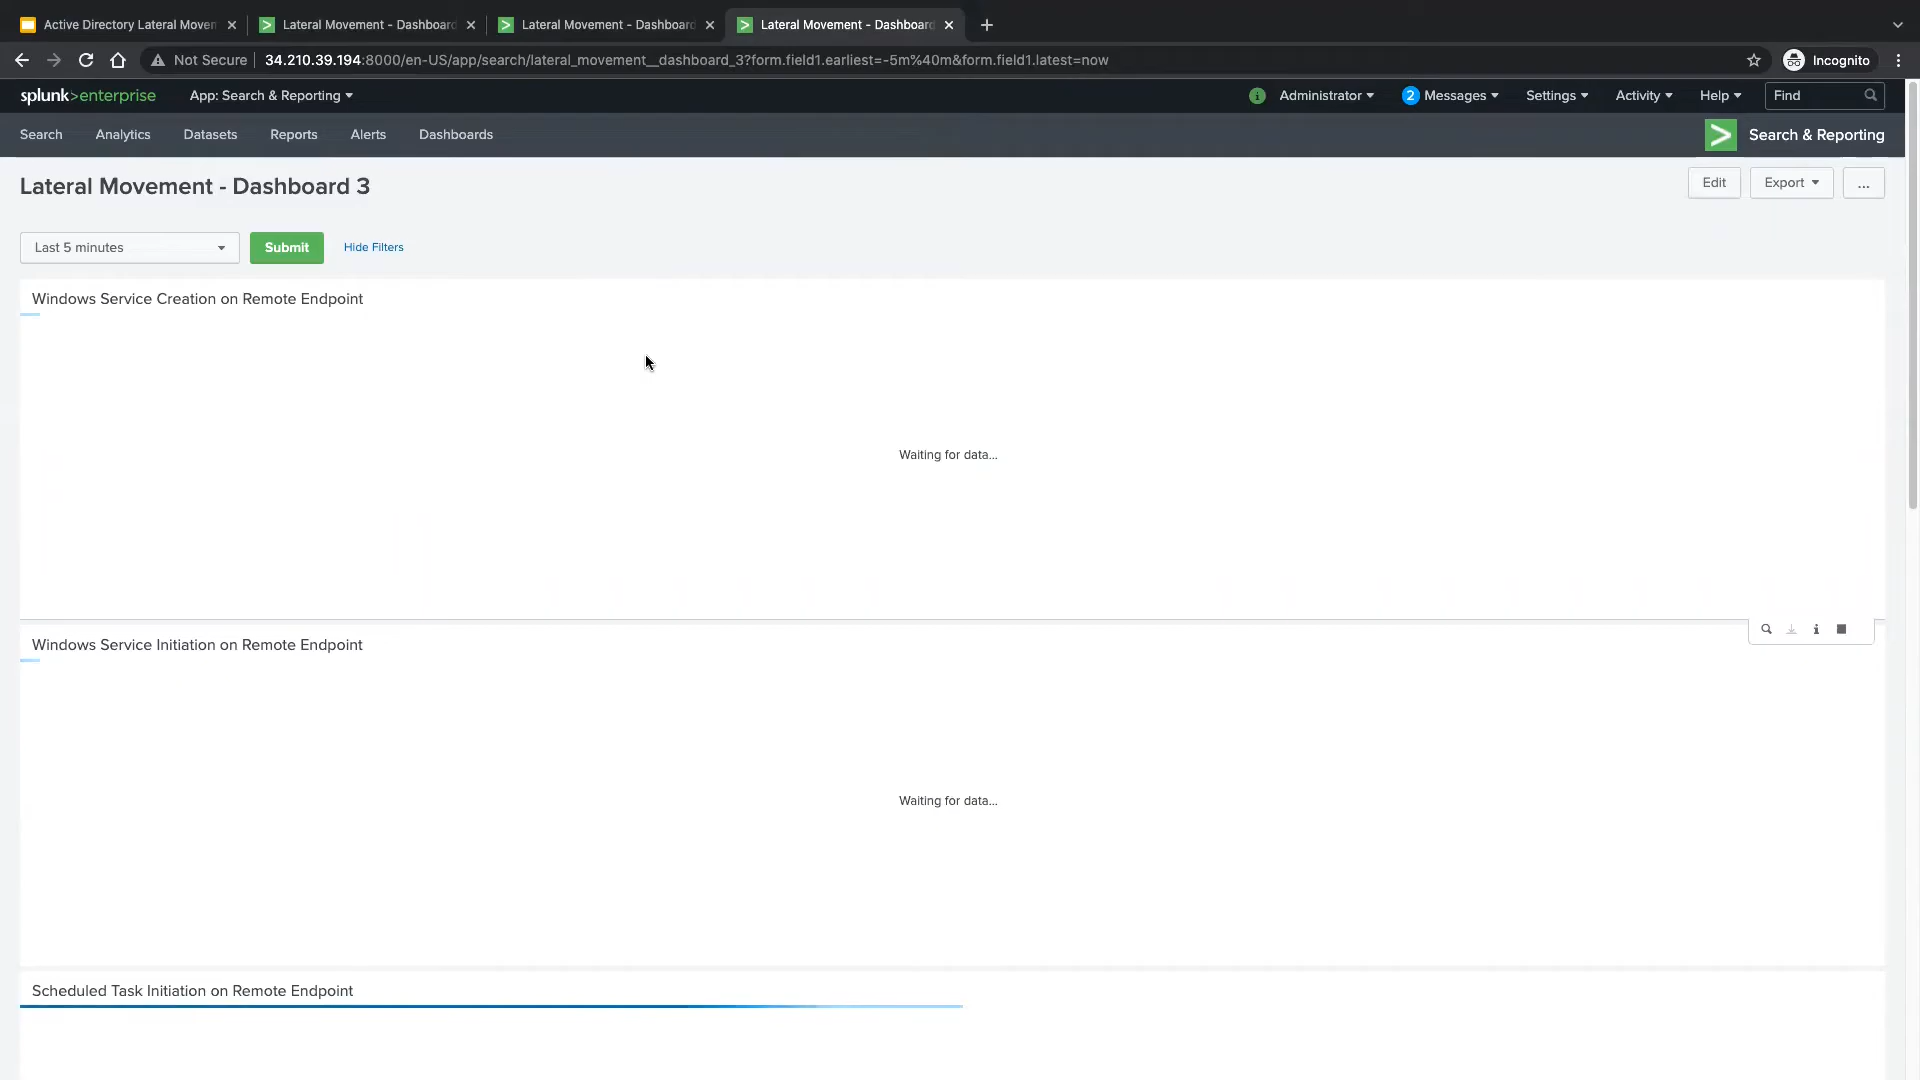 Active Directory Lateral Movem
Lateral Movement - Dashboard
Lateral Movement - Dashboard
Lateral Movement - Dashboard
Not Secure
34.210.39.194:8000/en-US/app/search/lateral_movement__dashboard_3?form.field1.earliest=-5m%40m&form.field1.latest=now
Incognito
splunk>enterprise
App: Search & Reporting
i
Administrator
2 Messages
Settings
Activity
Help
Find
Search
Analytics
Datasets
Reports
Alerts
Dashboards
Search & Reporting
Lateral Movement - Dashboard 3
Edit
Export
...
Last 5 minutes
Submit
Hide Filters
Windows Service Creation on Remote Endpoint
Waiting for data...
Windows Service Initiation on Remote Endpoint
Waiting for data...
Scheduled Task Initiation on Remote Endpoint